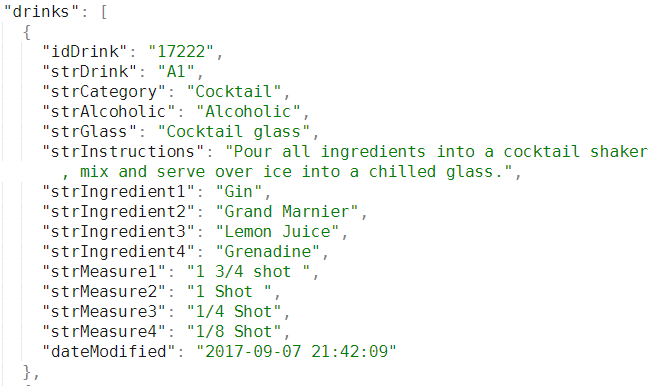 "drinks": [
{
"idDrink": "17222",
"strDrink": "A1",
"strCategory": "Cocktail",
"strAlcoholic": "Alcoholic",
"strGlass": "Cocktail glass",
"strInstructions": "Pour all ingredients into a cocktail shaker
, mix and serve over ice into a chilled glass.",
"strIngredient1": "Gin",
"strIngredient2": "Grand Marnier",
"strIngredient3": "Lemon Juice",
"strIngredient4": "Grenadine",
"strMeasure1": "1 3/4 shot ",
"strMeasure2": "1 Shot ",
"strMeasure3": "1/4 Shot",
"strMeasure4": "1/8 Shot",
"dateModified": "2017-09-07 21:42:09"
},